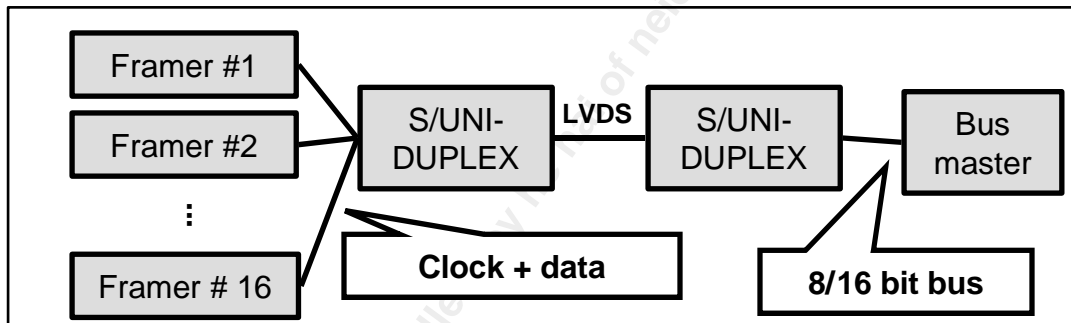 Framer #1
Framer #2
...
Framer # 16
S/UNI-
DUPLEX
LVDS
S/UNI-
DUPLEX
Bus
master
Clock + data
8/16 bit bus